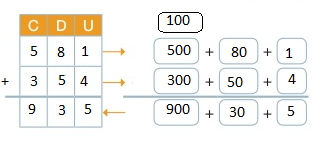 100
C D U
5 8 1 → 500 + 80 + 1
+ 3 5 4 → 300 + 50 + 4
9 3 5 ← 900 + 30 + 5